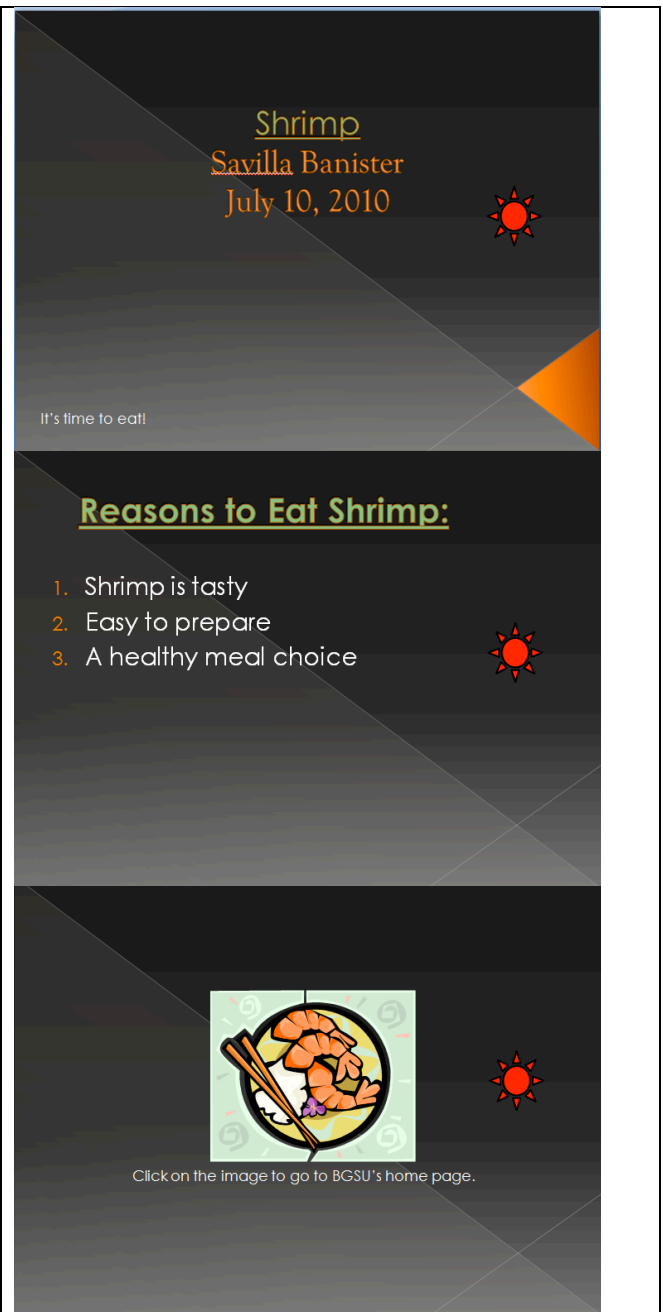 Shrimp
Savilla Banister
July 10, 2010
It's time to eat!
Reasons to Eat Shrimp:
1. Shrimp is tasty
2. Easy to prepare
3. A healthy meal choice
Click on the image to go to BGSU's home page.